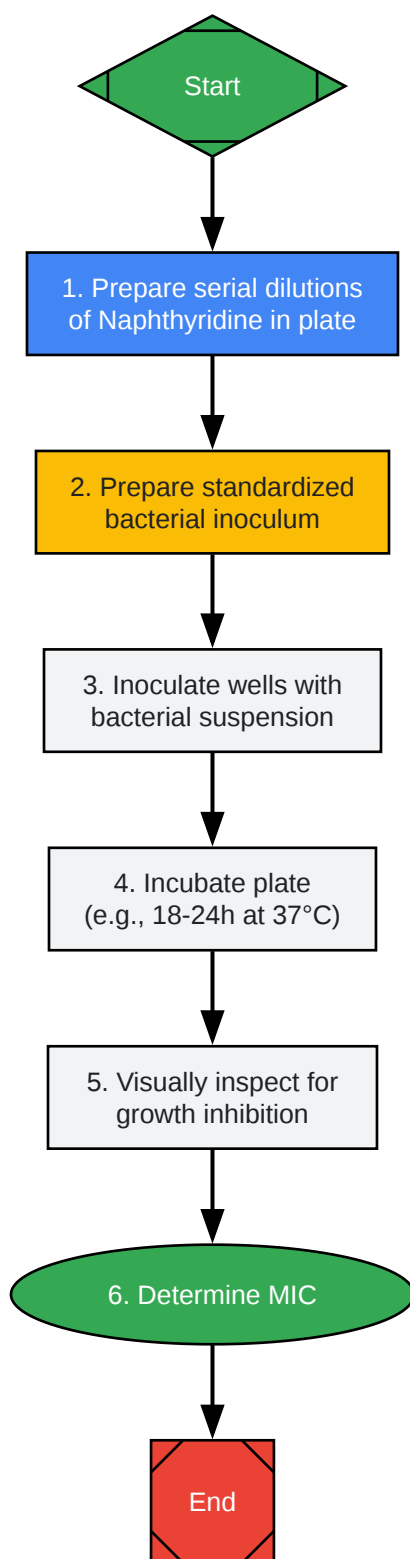 Start
1. Prepare serial dilutions
of Naphthyridine in plate
2. Prepare standardized
bacterial inoculum
3. Inoculate wells with
bacterial suspension
4. Incubate plate
(e.g., 18-24h at 37°C)
5. Visually inspect for
growth inhibition
6. Determine MIC
End